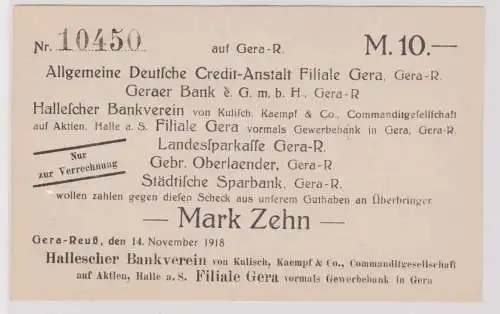 Nr. 10450 auf Gera-R. M. 10.—
Allgemeine Deutsche Credit-Anstalt Filiale Gera, Gera-R.
Geraer Bank e. G. m. b. H., Gera-R
Hallescher Bankverein von Kulisch, Kaempf & Co., Commanditgesellschaft
auf Aktien, Halle a. S. Filiale Gera vormals Gewerbebank in Gera, Gera-R.
Landessparkasse Gera-R.
Gebr. Oberlaender, Gera-R.
Nur
zur Verrechnung
Städtische Sparbank, Gera-R.
wollen zahlen gegen diesen Scheck aus unserem Guthaben an Überbringer
— Mark Zehn —
Gera-Reuß, den 14. November 1918
Hallescher Bankverein von Kulisch, Kaempf & Co., Commanditgesellschaft
auf Aktien, Halle a. S. Filiale Gera vormals Gewerbebank in Gera